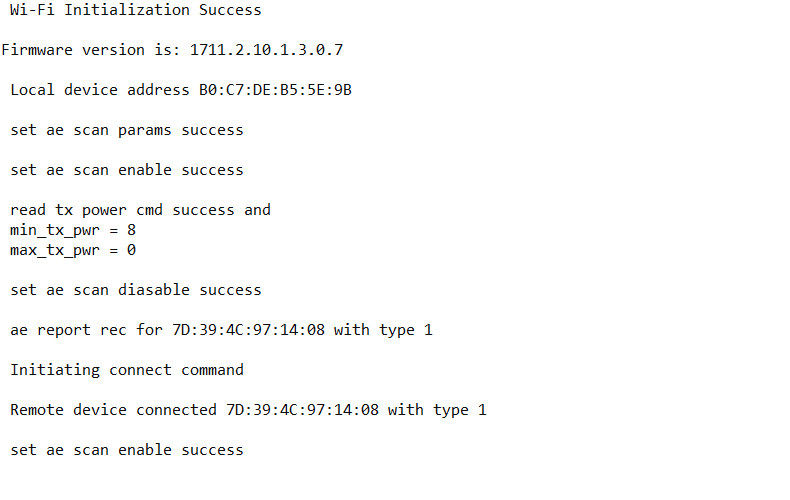 Wi-Fi Initialization Success
Firmware version is: 1711.2.10.1.3.0.7
Local device address B0:C7:DE:B5:5E:9B
set ae scan params success
set ae scan enable success
read tx power cmd success and
min_tx_pwr = 8
max_tx_pwr = 0
set ae scan diasable success
ae report rec for 7D:39:4C:97:14:08 with type 1
Initiating connect command
Remote device connected 7D:39:4C:97:14:08 with type 1
set ae scan enable success